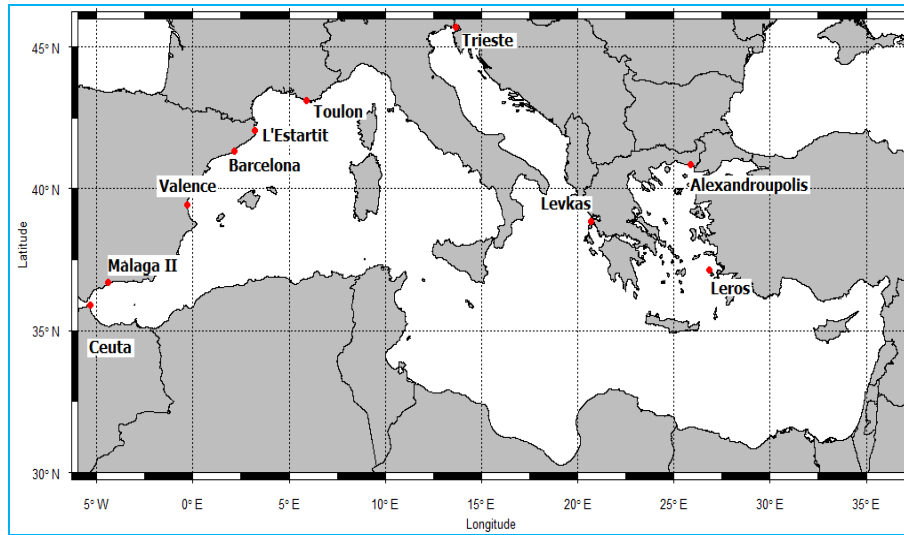 45° N
Trieste
Toulon
L'Estartit
Barcelona
40° N
Valence
Alexandroupolis
Levkas
Latitude
Màlaga II
Leros
35° N
Ceuta
30° N
5° W
0° E
5° E
10° E
15° E
20° E
25° E
30° E
35° E
Longitude